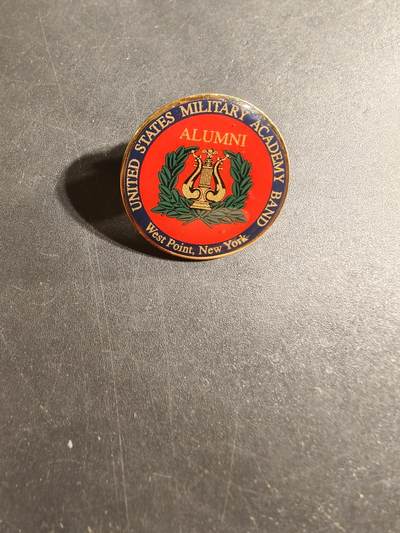 UNITED STATES MILITARY ACADEMY BAND
ALUMNI
West Point, New York